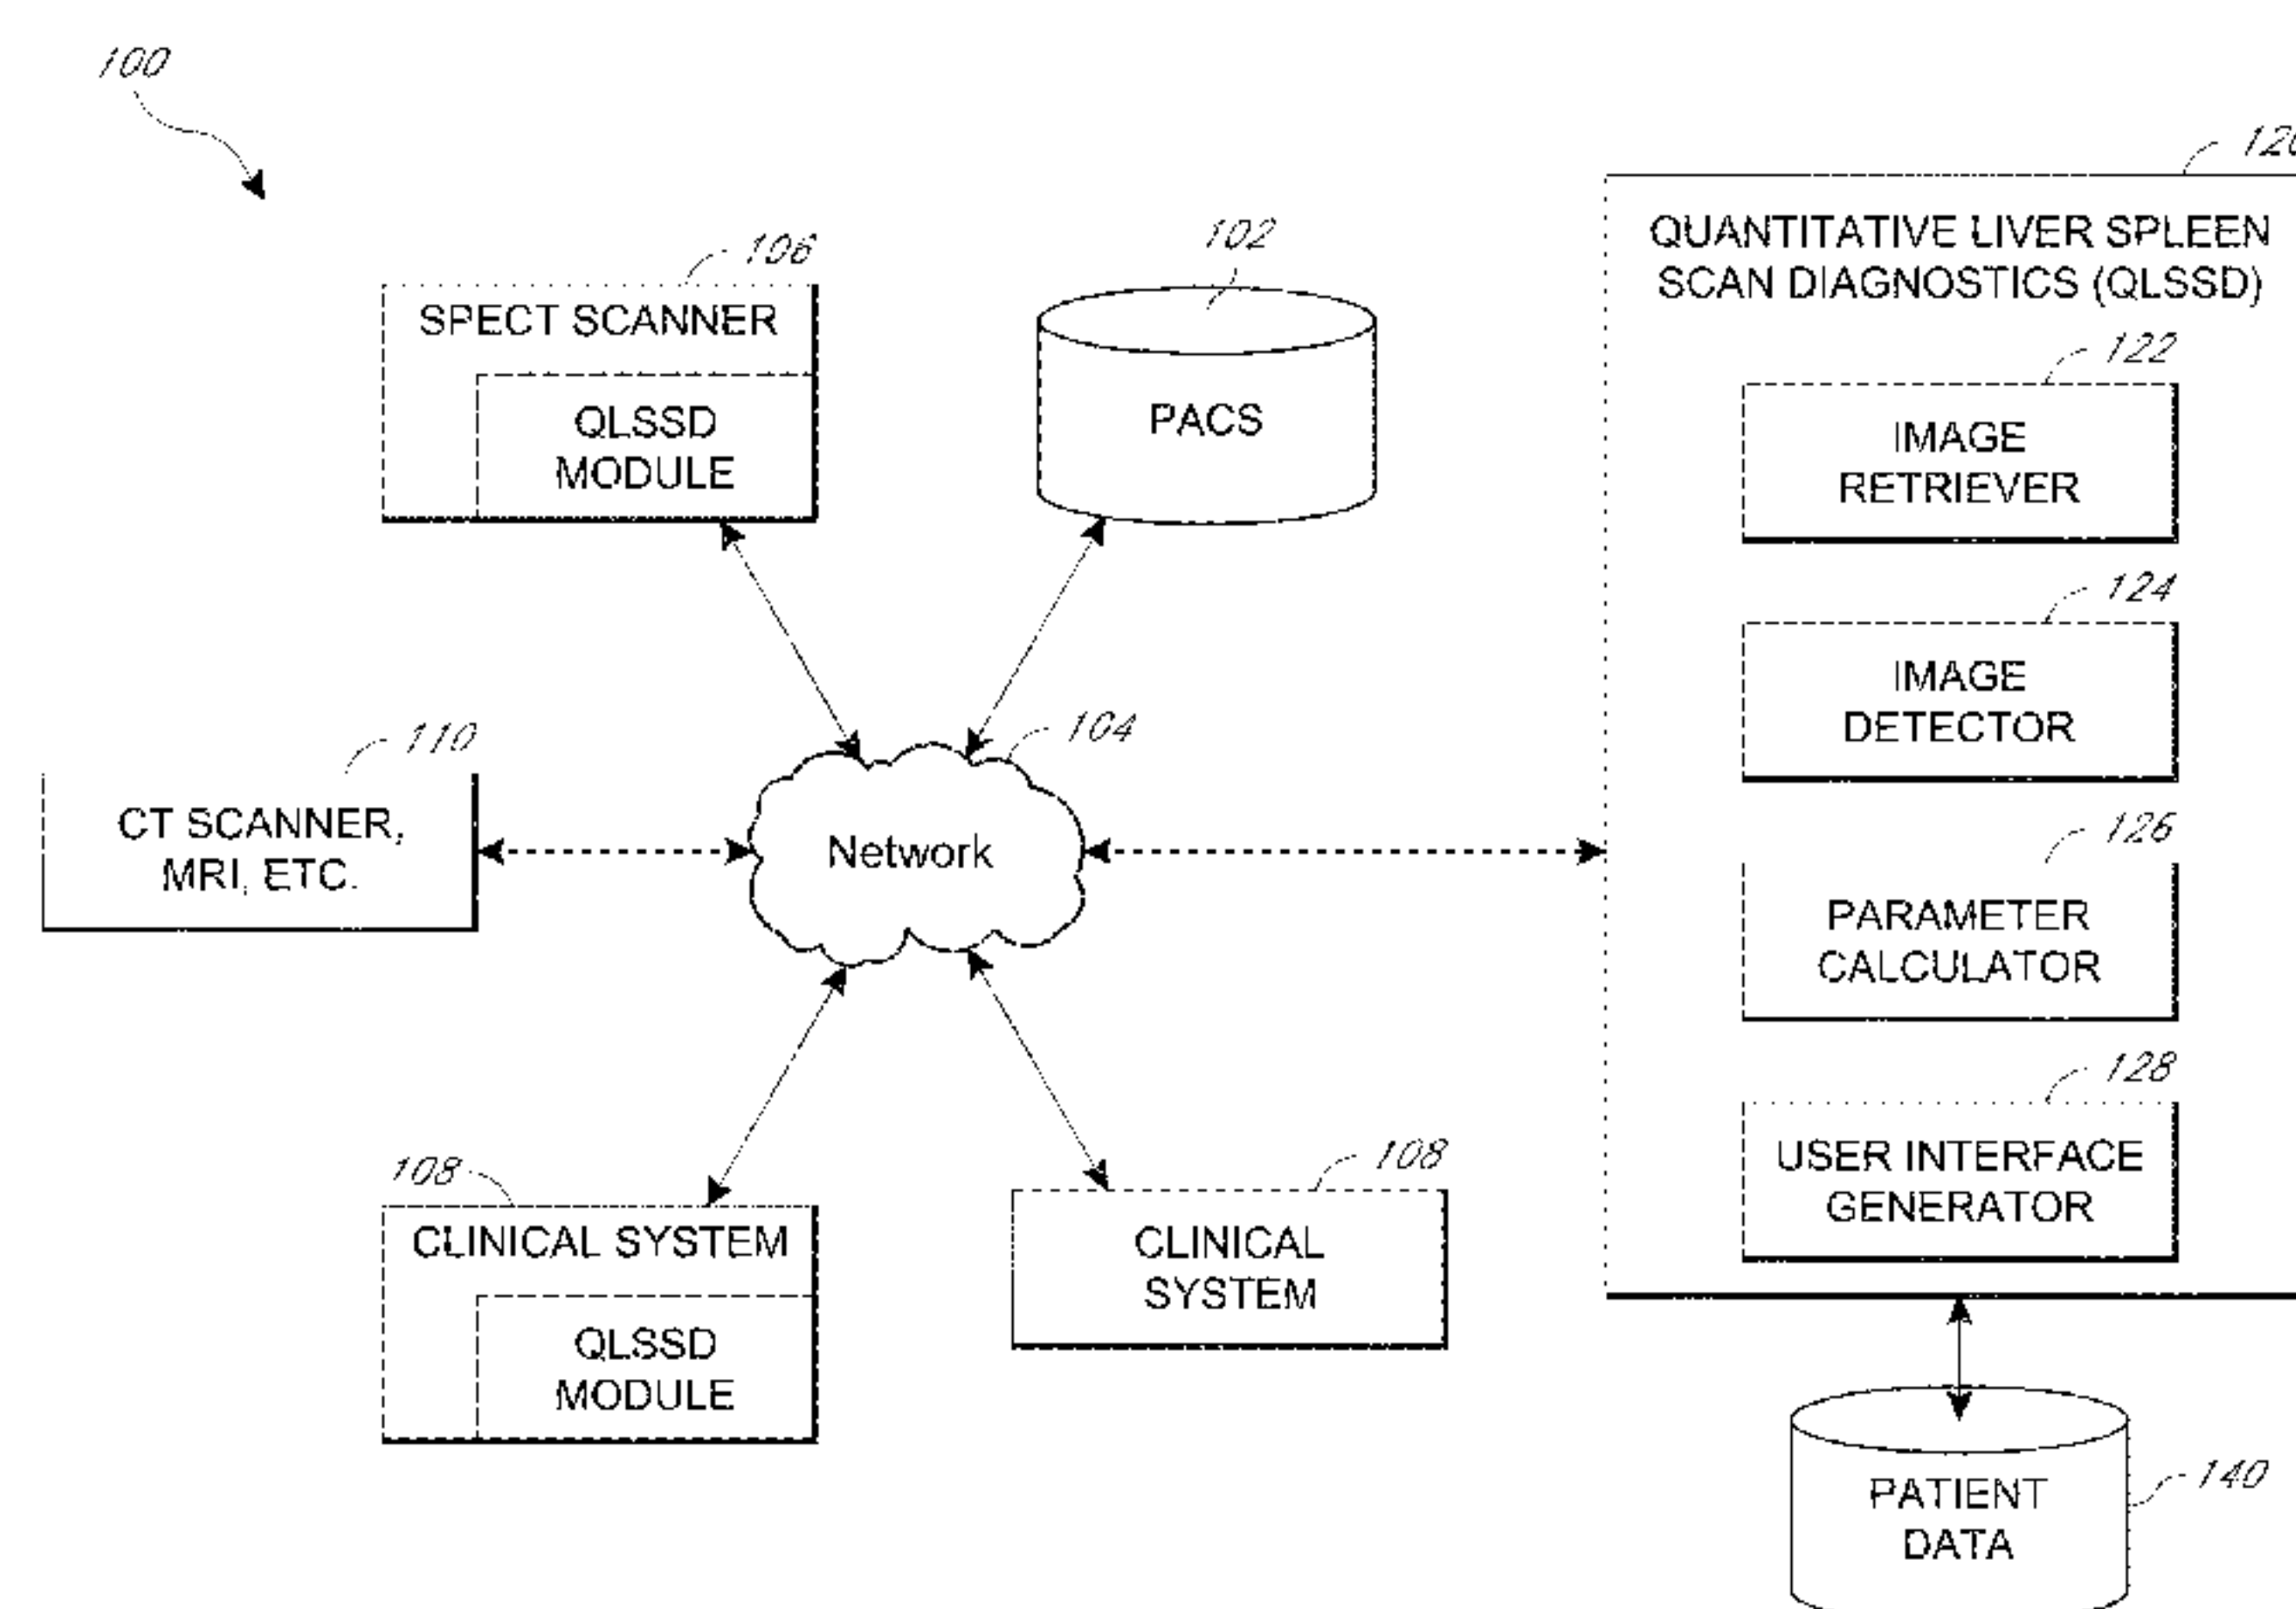 100
106
SPECT SCANNER
QLSSD
MODULE
102
PACS
110
CT SCANNER,
MRI, ETC.
104
Network
108
CLINICAL SYSTEM
QLSSD
MODULE
108
CLINICAL
SYSTEM
QUANTITATIVE LIVER SPLEEN
SCAN DIAGNOSTICS (QLSSD)
122
IMAGE
RETRIEVER
124
IMAGE
DETECTOR
126
PARAMETER
CALCULATOR
128
USER INTERFACE
GENERATOR
PATIENT
DATA
140